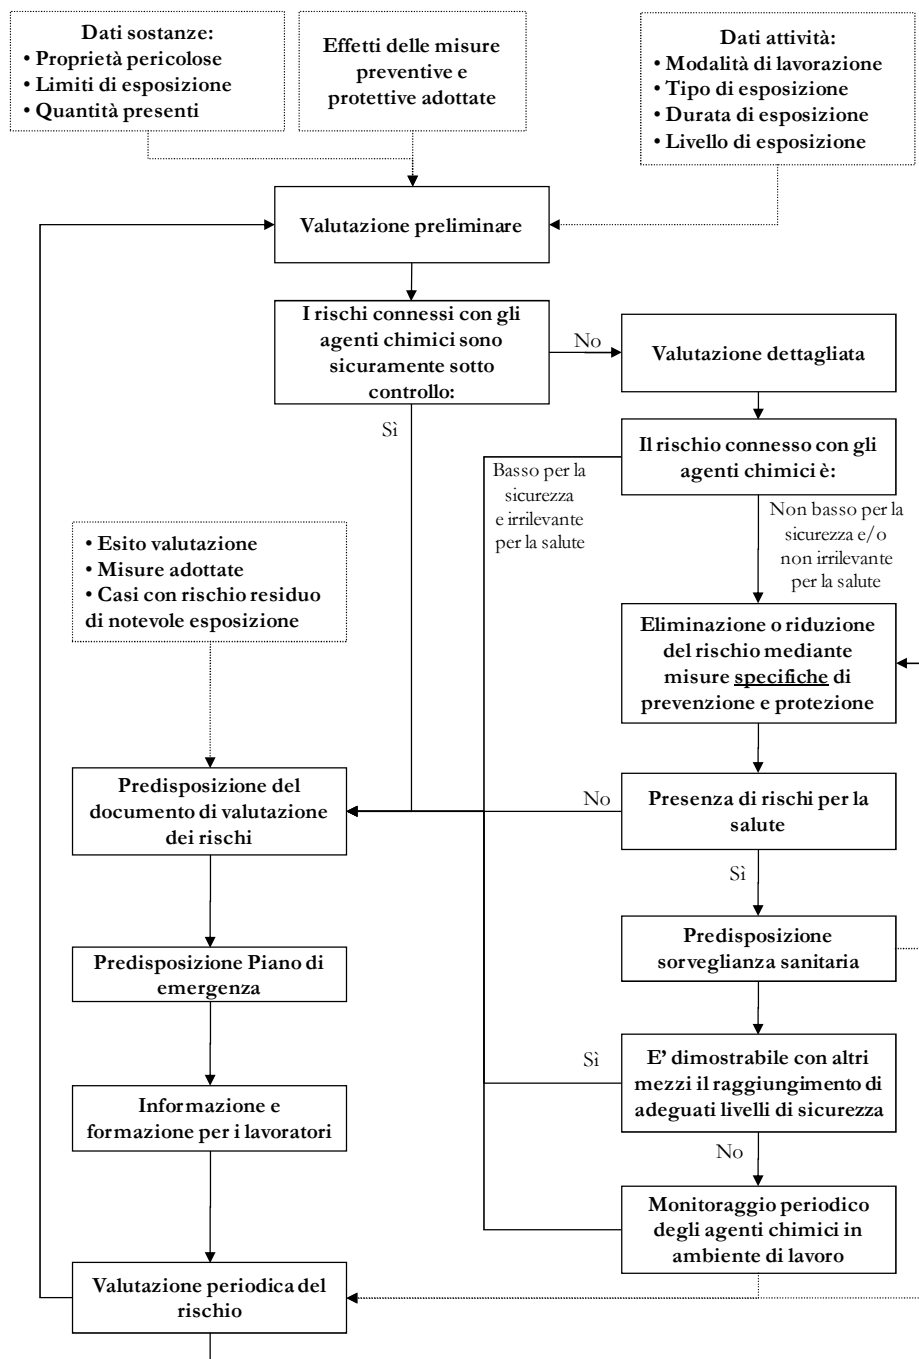 Dati sostanze:
• Proprietà pericolose
• Limiti di esposizione
• Quantità presenti
Effetti delle misure
preventive e
protettive adottate
Dati attività:
• Modalità di lavorazione
• Tipo di esposizione
• Durata di esposizione
• Livello di esposizione
Valutazione preliminare
I rischi connessi con gli
agenti chimici sono
sicuramente sotto
controllo:
No
Valutazione dettagliata
Sì
Il rischio connesso con gli
agenti chimici è:
Basso per la
sicurezza
e irrilevante
per la salute
Non basso per la
sicurezza e/o
non irrilevante
per la salute
• Esito valutazione
• Misure adottate
• Casi con rischio residuo
di notevole esposizione
Eliminazione o riduzione
del rischio mediante
misure specifiche di
prevenzione e protezione
Predisposizione del
documento di valutazione
dei rischi
No
Presenza di rischi per la
salute
Sì
Predisposizione
sorveglianza sanitaria
Predisposizione Piano di
emergenza
Sì
E' dimostrabile con altri
mezzi il raggiungimento di
adeguati livelli di sicurezza
Informazione e
formazione per i lavoratori
No
Monitoraggio periodico
degli agenti chimici in
ambiente di lavoro
Valutazione periodica del
rischio